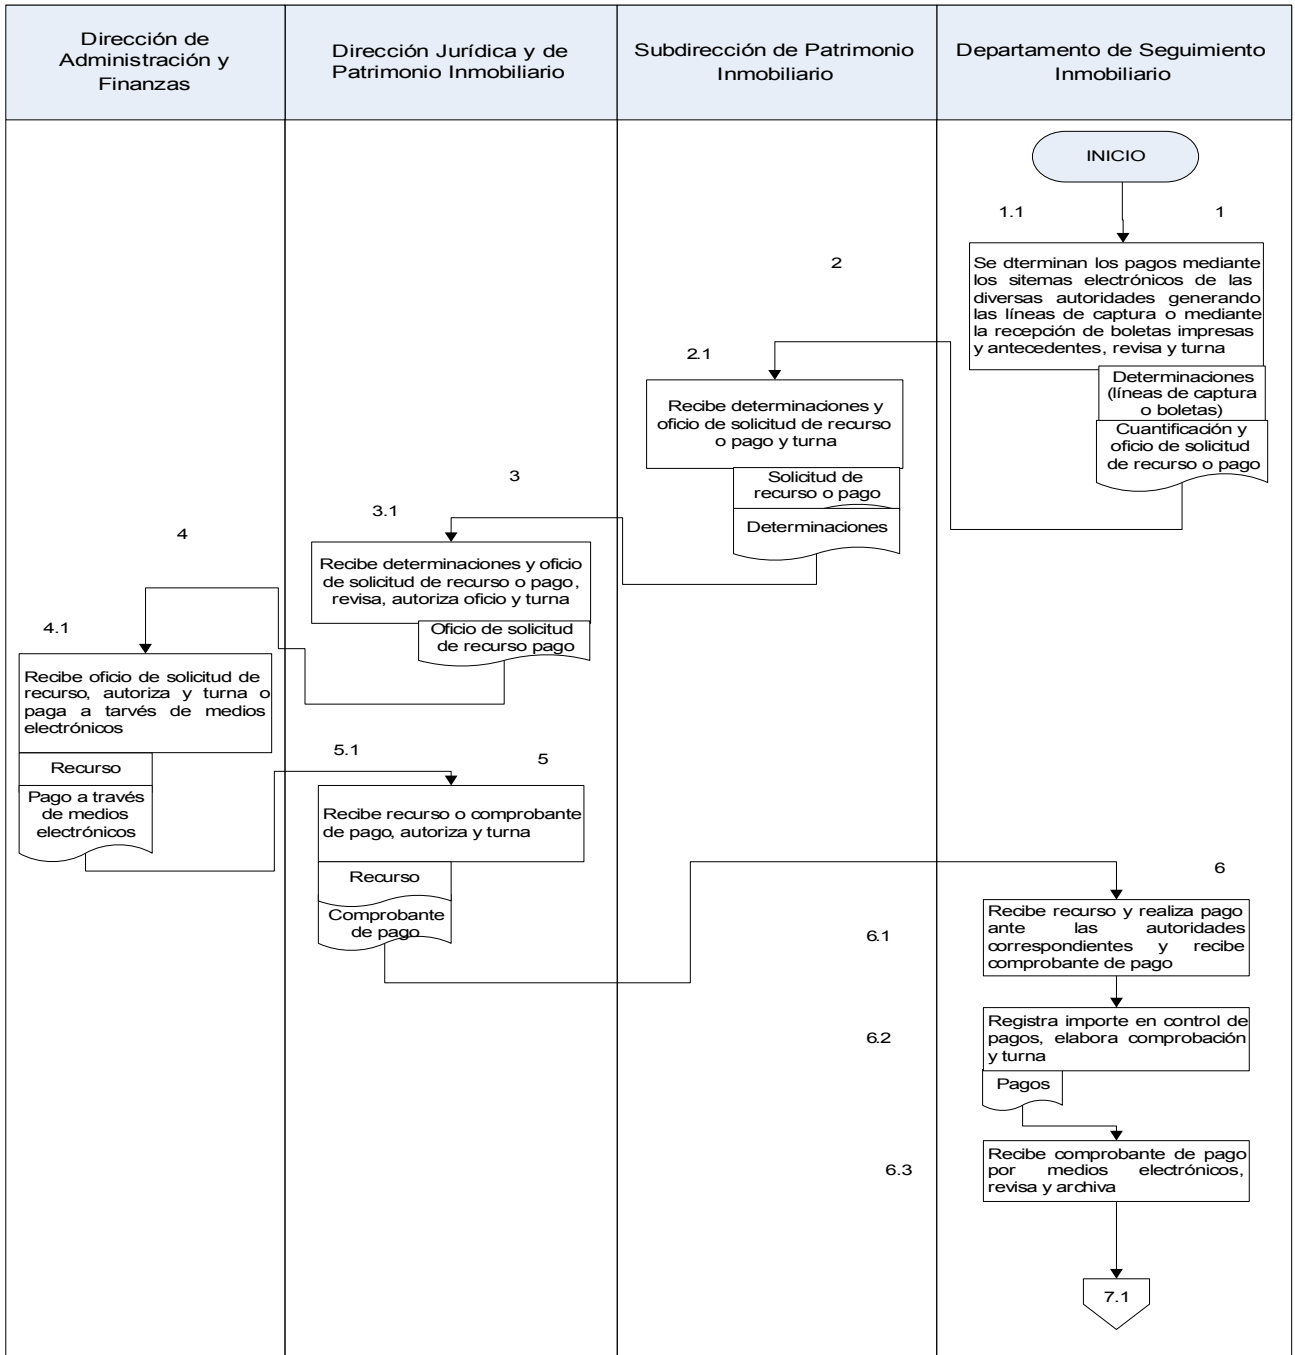 Dirección de
Administración y
Finanzas
Dirección Jurídica y de
Patrimonio Inmobiliario
Subdirección de Patrimonio
Inmobiliario
Departamento de Seguimiento
Inmobiliario
INICIO
1.1
1
Se dterminan los pagos mediante
los sitemas electrónicos de las
diversas autoridades generando
las líneas de captura o mediante
la recepción de boletas impresas
y antecedentes, revisa y turna
Determinaciones
(líneas de captura
o boletas)
Cuantificación y
oficio de solicitud
de recurso o pago
2
2.1
Recibe determinaciones y
oficio de solicitud de recurso
o pago y turna
Solicitud de
recurso o pago
Determinaciones
3
3.1
Recibe determinaciones y oficio
de solicitud de recurso o pago,
revisa, autoriza oficio y turna
Oficio de solicitud
de recurso pago
4
4.1
Recibe oficio de solicitud de
recurso, autoriza y turna o
paga a tarvés de medios
electrónicos
Recurso
Pago a través
de medios
electrónicos
5.1
5
Recibe recurso o comprobante
de pago, autoriza y turna
Recurso
Comprobante
de pago
6
6.1
Recibe recurso y realiza pago
ante las autoridades
correspondientes y recibe
comprobante de pago
6.2
Registra importe en control de
pagos, elabora comprobación
y turna
Pagos
6.3
Recibe comprobante de pago
por medios electrónicos,
revisa y archiva
7.1